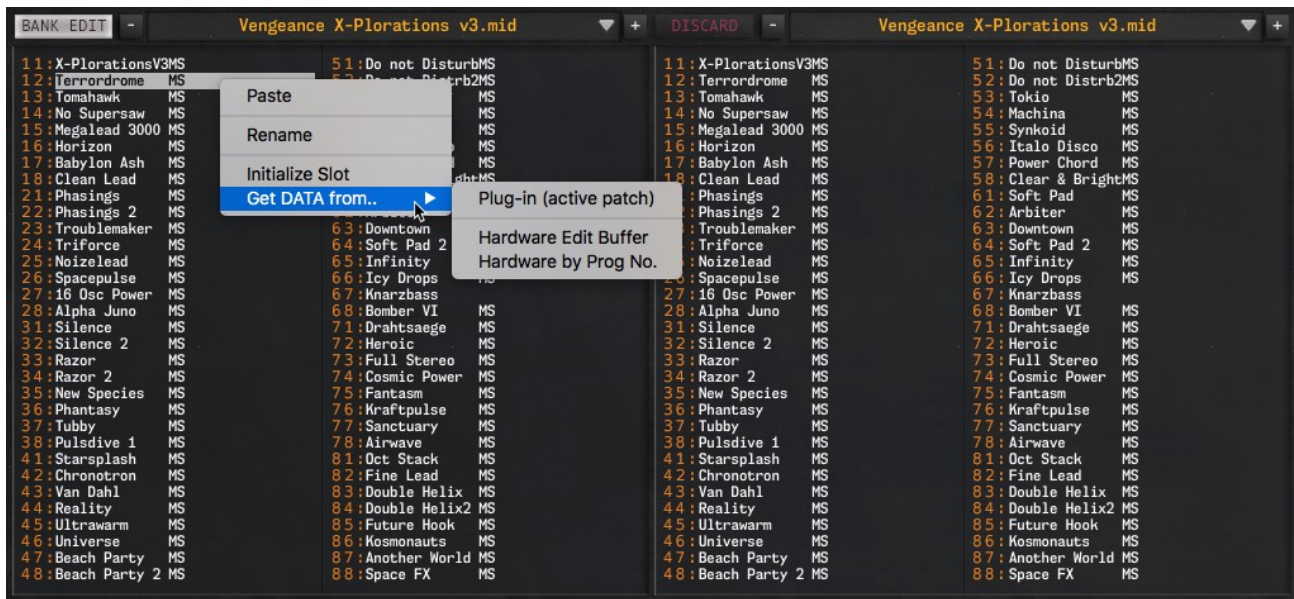 BANK EDIT - Vengeance X-Plorations v3.mid + DISCARD - Vengeance X-Plorations v3.mid +
11:X-PlorationsV3MS
12:Terrordrome MS
13:Tomahawk MS
14:No Supersaw MS
15:Megalead 3000 MS
16:Horizon MS
17:Babylon Ash MS
18:Clean Lead MS
21:Phasings MS
22:Phasings 2 MS
23:Troublemaker MS
24:Triforce MS
25:Noizelead MS
26:Spacepulse MS
27:16 Osc Power MS
28:Alpha Juno MS
31:Silence MS
32:Silence 2 MS
33:Razor MS
34:Razor 2 MS
35:New Species MS
36:Phantasy MS
37:Tubby MS
38:Pulsdive 1 MS
41:Starsplash MS
42:Chronotron MS
43:Van Dahl MS
44:Reality MS
45:Ultrawarm MS
46:Universe MS
47:Beach Party MS
48:Beach Party 2 MS
Paste
Rename
Initialize Slot
Get DATA from..
Plug-in (active patch)
Hardware Edit Buffer
Hardware by Prog No.
51:Do not DisturbMS
MS
MS
MS
MS
MS
63:Downtown
64:Soft Pad 2
65:Infinity
66:Icy Drops
67:Knarzbass
68:Bomber VI MS
71:Drahtsaege MS
72:Heroic MS
73:Full Stereo MS
74:Cosmic Power MS
75:Fantasm MS
76:Kraftpulse MS
77:Sanctuary MS
78:Airwave MS
81:Oct Stack MS
82:Fine Lead MS
83:Double Helix MS
84:Double Helix2 MS
85:Future Hook MS
86:Kosmonauts MS
87:Another World MS
88:Space FX MS
11:X-PlorationsV3MS
12:Terrordrome MS
13:Tomahawk MS
14:No Supersaw MS
15:Megalead 3000 MS
16:Horizon MS
17:Babylon Ash MS
18:Clean Lead MS
Phasings MS
Phasings 2 MS
Troublemaker MS
Triforce MS
Noizelead MS
Spacepulse MS
27:16 Osc Power MS
28:Alpha Juno MS
31:Silence MS
32:Silence 2 MS
33:Razor MS
34:Razor 2 MS
35:New Species MS
36:Phantasy MS
37:Tubby MS
38:Pulsdive 1 MS
41:Starsplash MS
42:Chronotron MS
43:Van Dahl MS
44:Reality MS
45:Ultrawarm MS
46:Universe MS
47:Beach Party MS
48:Beach Party 2 MS
51:Do not DisturbMS
52:Do not Distrb2MS
53:Tokio MS
54:Machina MS
55:Synkoid MS
56:Italo Disco MS
57:Power Chord MS
58:Clear & BrightMS
61:Soft Pad MS
62:Arbiter MS
63:Downtown MS
64:Soft Pad 2 MS
65:Infinity MS
66:Icy Drops MS
67:Knarzbass
68:Bomber VI MS
71:Drahtsaege MS
72:Heroic MS
73:Full Stereo MS
74:Cosmic Power MS
75:Fantasm MS
76:Kraftpulse MS
77:Sanctuary MS
78:Airwave MS
81:Oct Stack MS
82:Fine Lead MS
83:Double Helix MS
84:Double Helix2 MS
85:Future Hook MS
86:Kosmonauts MS
87:Another World MS
88:Space FX MS